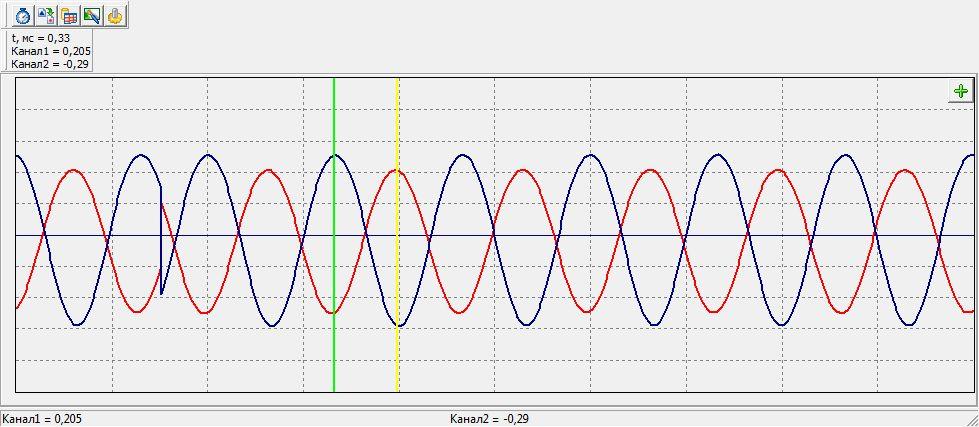 t, мс = 0,33
Канал1 = 0,205
Канал2 = -0,29
Канал1 = 0,205 Канал2 = -0,29